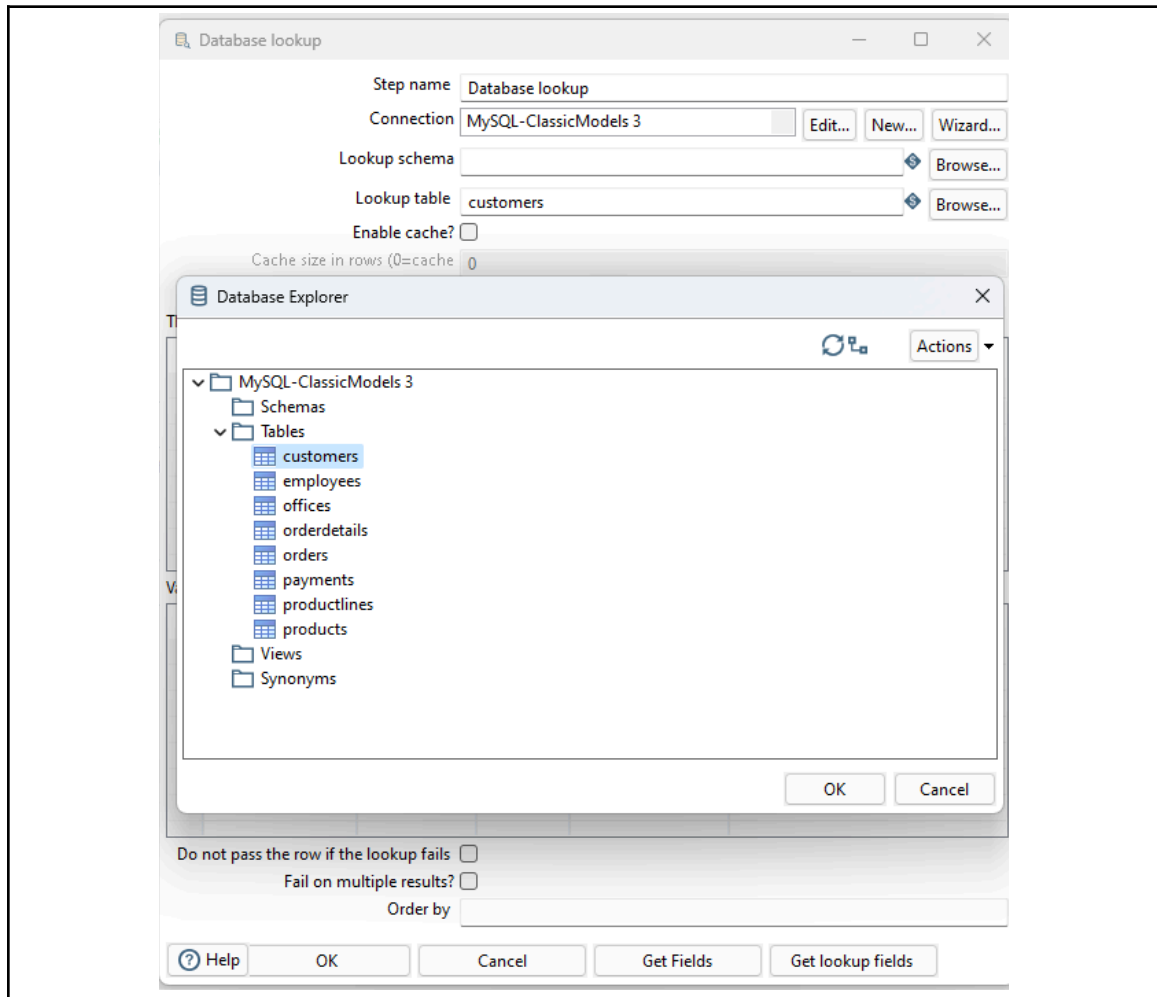 Database lookup
Step name Database lookup
Connection MySQL-ClassicModels 3 Edit... New... Wizard...
Lookup schema Browse...
Lookup table customers Browse...
Enable cache?
Cache size in rows (0=cache 0
Database Explorer
Actions
MySQL-ClassicModels 3
Schemas
Tables
customers
employees
offices
orderdetails
orders
payments
productlines
products
Views
Synonyms
OK Cancel
Do not pass the row if the lookup fails
Fail on multiple results?
Order by
Help OK Cancel Get Fields Get lookup fields